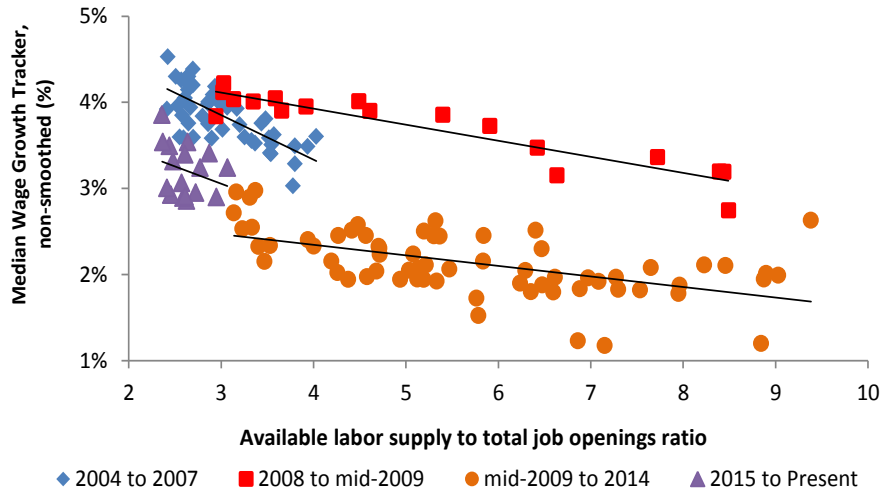 Median Wage Growth Tracker,
non-smoothed (%)
5%
4%
3%
2%
1%
2 3 4 5 6 7 8 9 10
Available labor supply to total job openings ratio
2004 to 2007 2008 to mid-2009 mid-2009 to 2014 2015 to Present